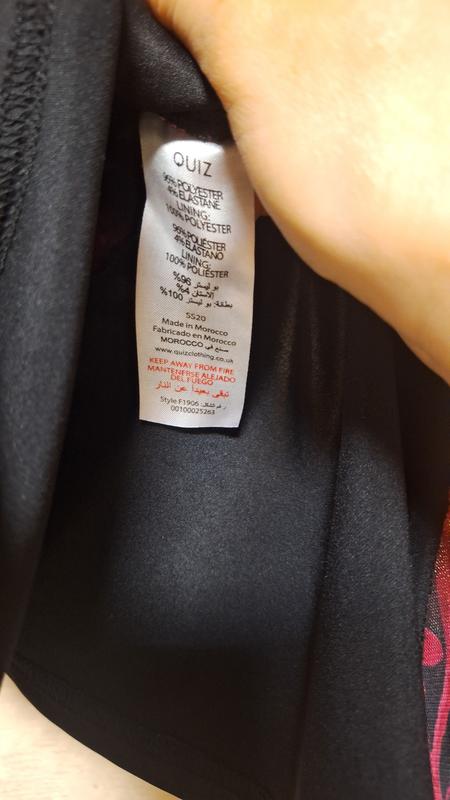 QUIZ
96% POLYESTER
4% ELASTANE
LINING:
100% POLYESTER
96% POLIÉSTER
4% ELASTANO
LINING:
100% POLIÉSTER
بوليستر 96%
الاستان 4%
بطانة: بوليستر 100%
SS20
Made in Morocco
Fabricado en Morocco
صنع في MOROCCO
www.quizclothing.co.uk
KEEP AWAY FROM FIRE
MANTENERSE ALEJADO
DEL FUEGO
تبقى بعيدا عن النار
Style F1906 رقم شكل:
00100025263